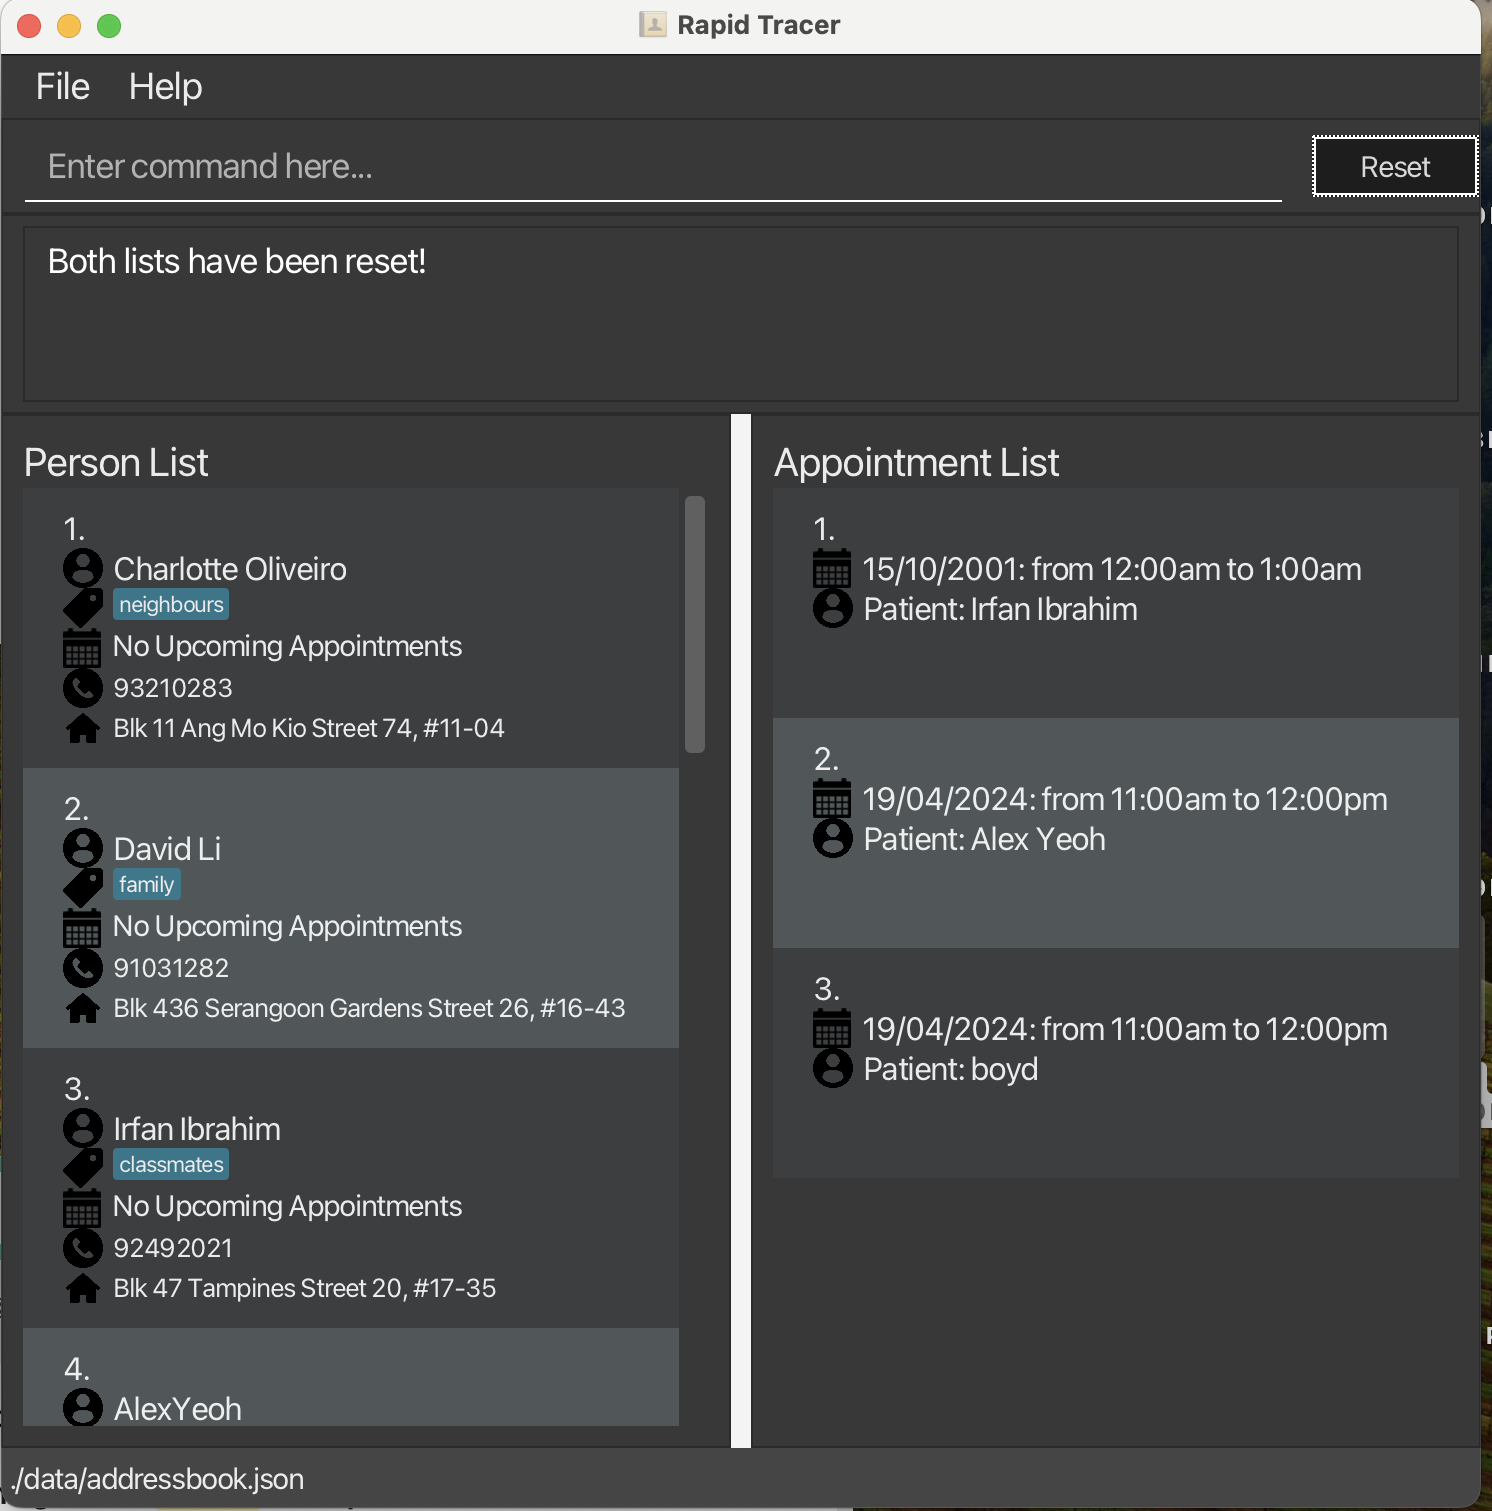 Rapid Tracer
File Help
Enter command here...
Reset
Both lists have been reset!
Person List
1.
Charlotte Oliveiro
neighbours
No Upcoming Appointments
93210283
Blk 11 Ang Mo Kio Street 74, #11-04
2.
David Li
family
No Upcoming Appointments
91031282
Blk 436 Serangoon Gardens Street 26, #16-43
3.
Irfan Ibrahim
classmates
No Upcoming Appointments
92492021
Blk 47 Tampines Street 20, #17-35
4.
AlexYeoh
Appointment List
1.
15/10/2001: from 12:00am to 1:00am
Patient: Irfan Ibrahim
2.
19/04/2024: from 11:00am to 12:00pm
Patient: Alex Yeoh
3.
19/04/2024: from 11:00am to 12:00pm
Patient: boyd
./data/addressbook.json